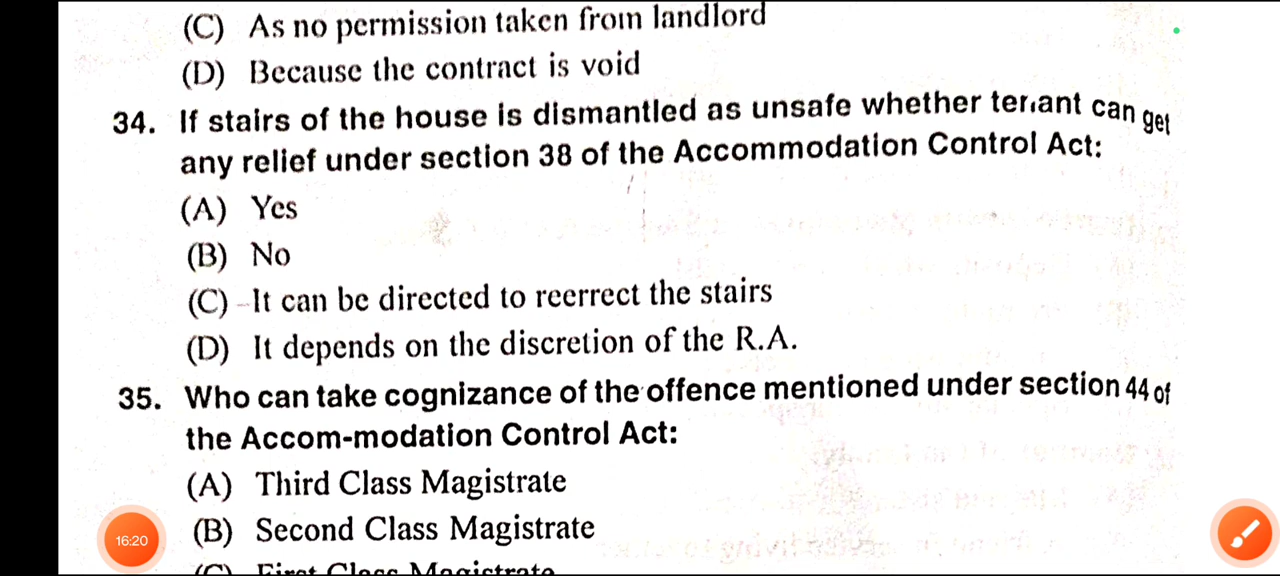 (C) As no permission taken from landlord
(D) Because the contract is void
34. If stairs of the house is dismantled as unsafe whether tenant can get
any relief under section 38 of the Accommodation Control Act:
(A) Yes
(B) No
(C) It can be directed to reerrect the stairs
(D) It depends on the discretion of the R.A.
35. Who can take cognizance of the offence mentioned under section 44 of
the Accom-modation Control Act:
(A) Third Class Magistrate
(B) Second Class Magistrate
16:20
(C) First Class Magistrate